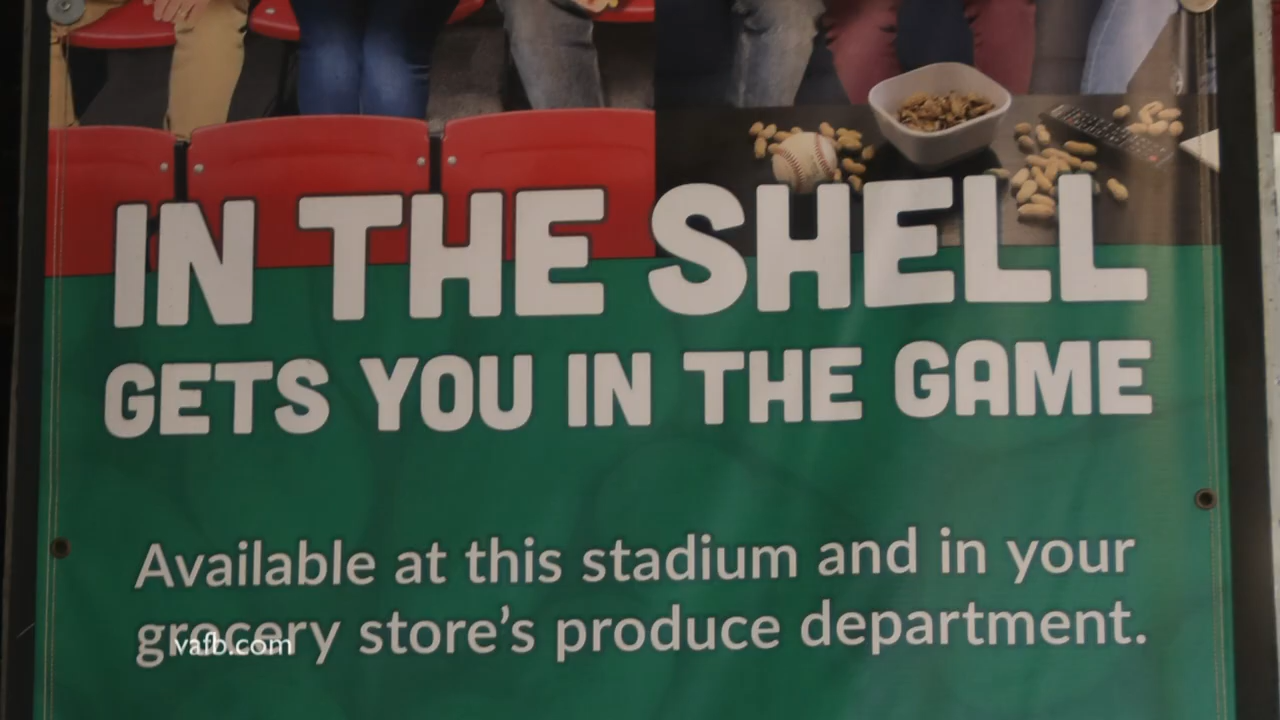 IN THE SHELL
GETS YOU IN THE GAME
Available at this stadium and in your
grocery store's produce department.
vafb.com